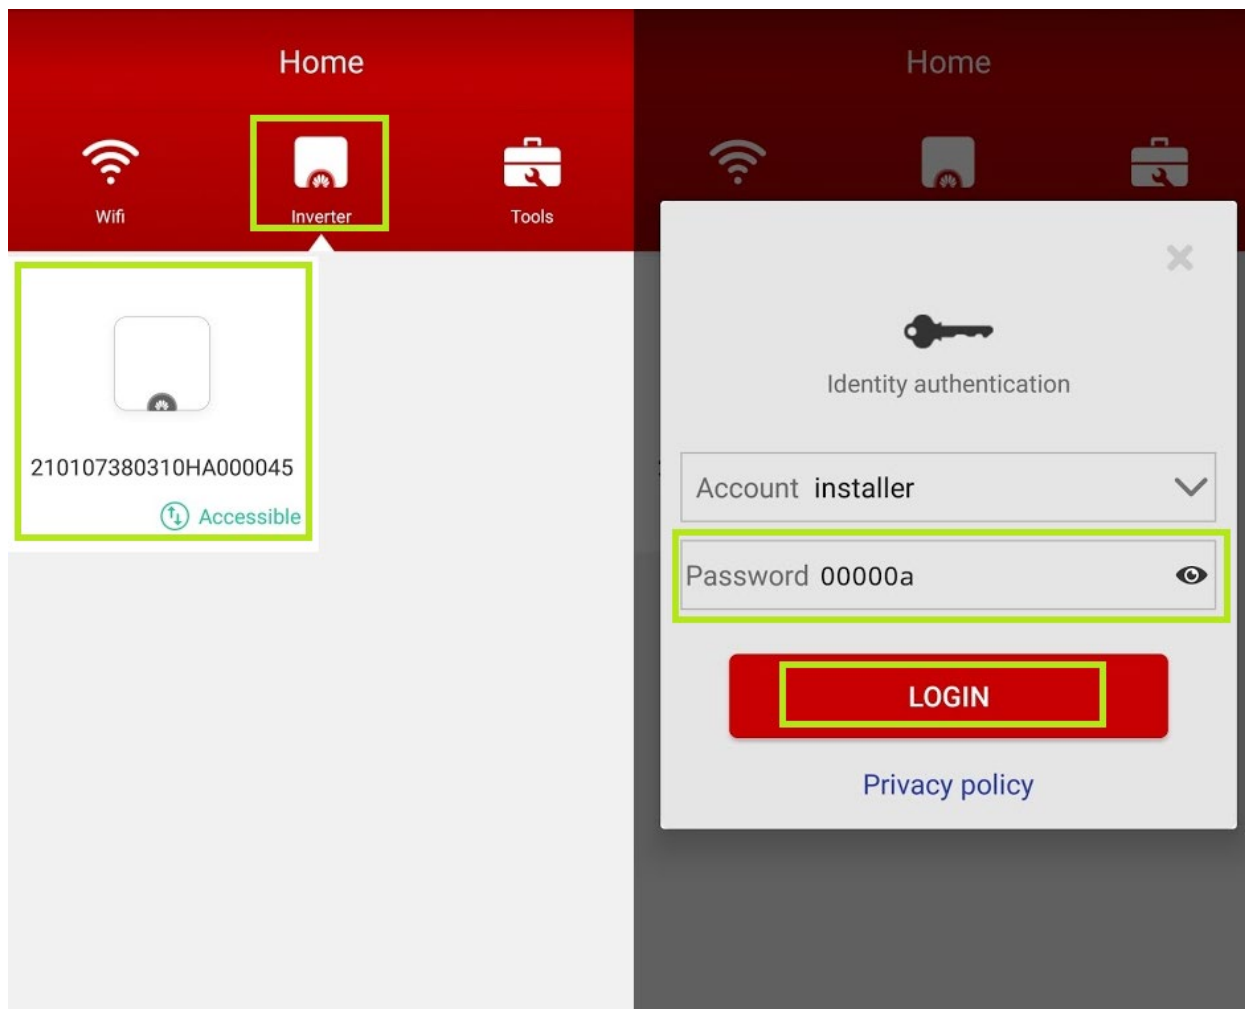 Home
Wifi
Inverter
Tools
210107380310HA000045
Accessible
Home
Identity authentication
Account installer
Password 00000a
LOGIN
Privacy policy